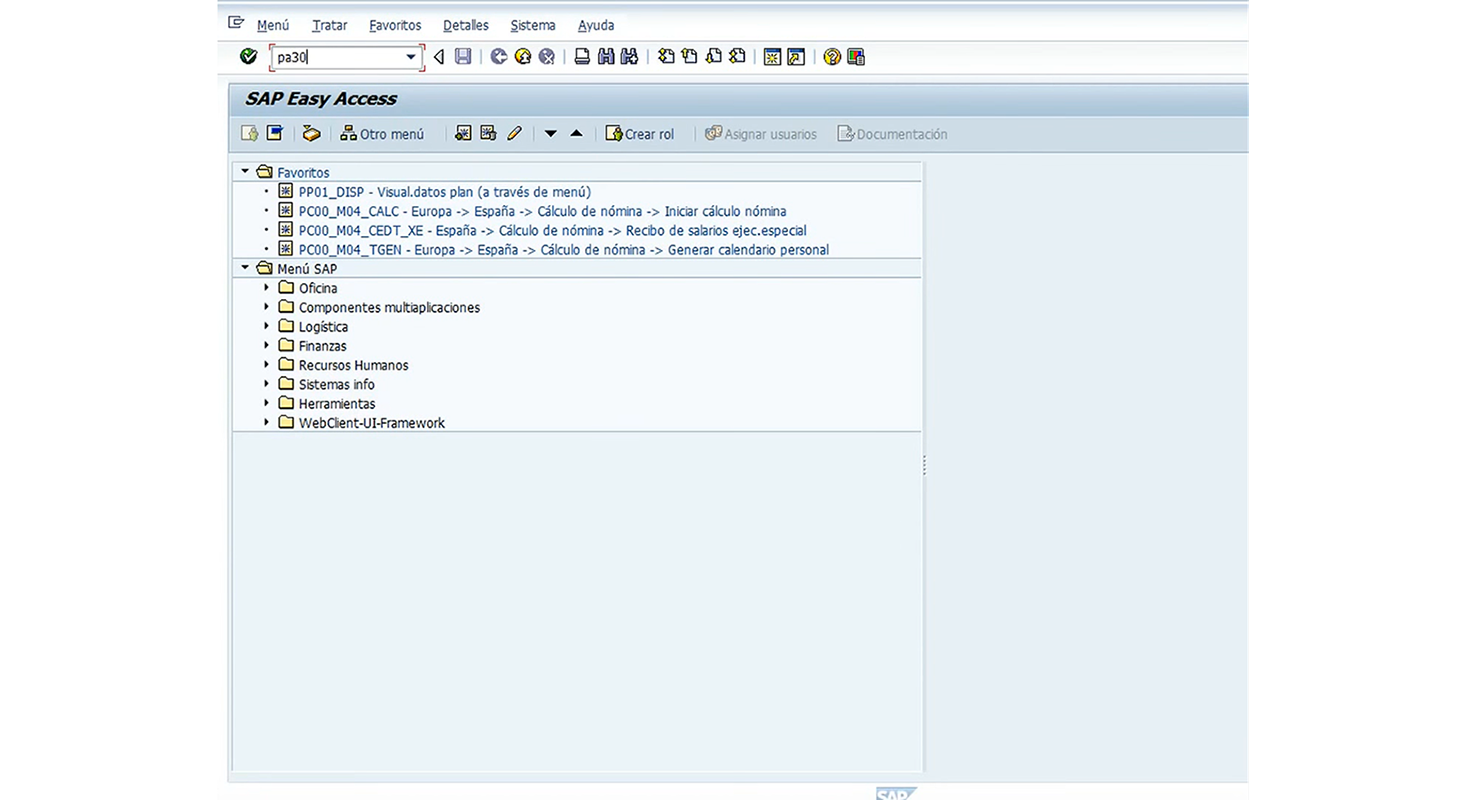 Menú Tratar Favoritos Detalles Sistema Ayuda
pa30
SAP Easy Access
Otro menú Crear rol Asignar usuarios Documentación
Favoritos
PP01_DISP - Visual.datos plan (a través de menú)
PC00_M04_CALC - Europa -> España -> Cálculo de nómina -> Iniciar cálculo nómina
PC00_M04_CEDT_XE - España -> Cálculo de nómina -> Recibo de salarios ejec.especial
PC00_M04_TGEN - Europa -> España -> Cálculo de nómina -> Generar calendario personal
Menú SAP
Oficina
Componentes multiaplicaciones
Logística
Finanzas
Recursos Humanos
Sistemas info
Herramientas
WebClient-UI-Framework
SAP